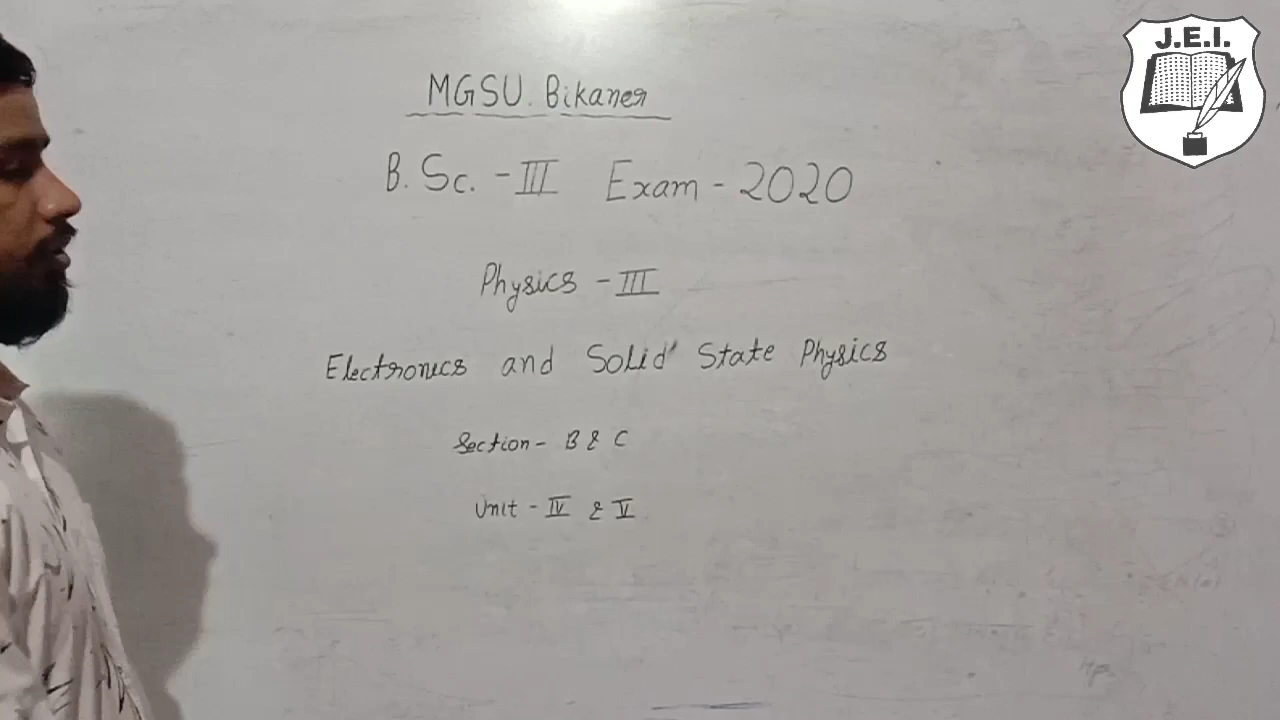 J.E.I.
MGSU. Bikaner
B.Sc. - III Exam - 2020
Physics - III
Electronics and Solid State Physics
Section - B & C
Unit - IV & V